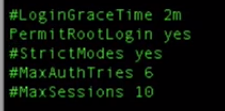 #LoginGraceTime 2m
PermitRootLogin yes
#StrictModes yes
#MaxAuthTries 6
#MaxSessions 10